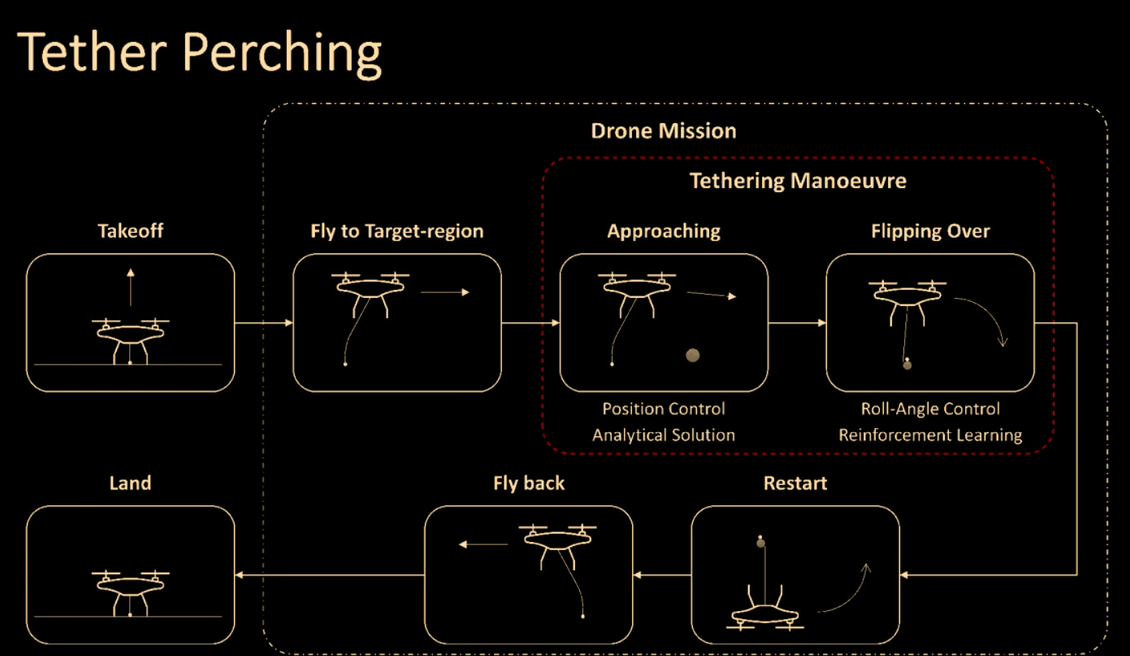 Tether Perching
Drone Mission
Tethering Manoeuvre
Takeoff
Fly to Target-region
Approaching
Flipping Over
Position Control
Analytical Solution
Roll-Angle Control
Reinforcement Learning
Land
Fly back
Restart